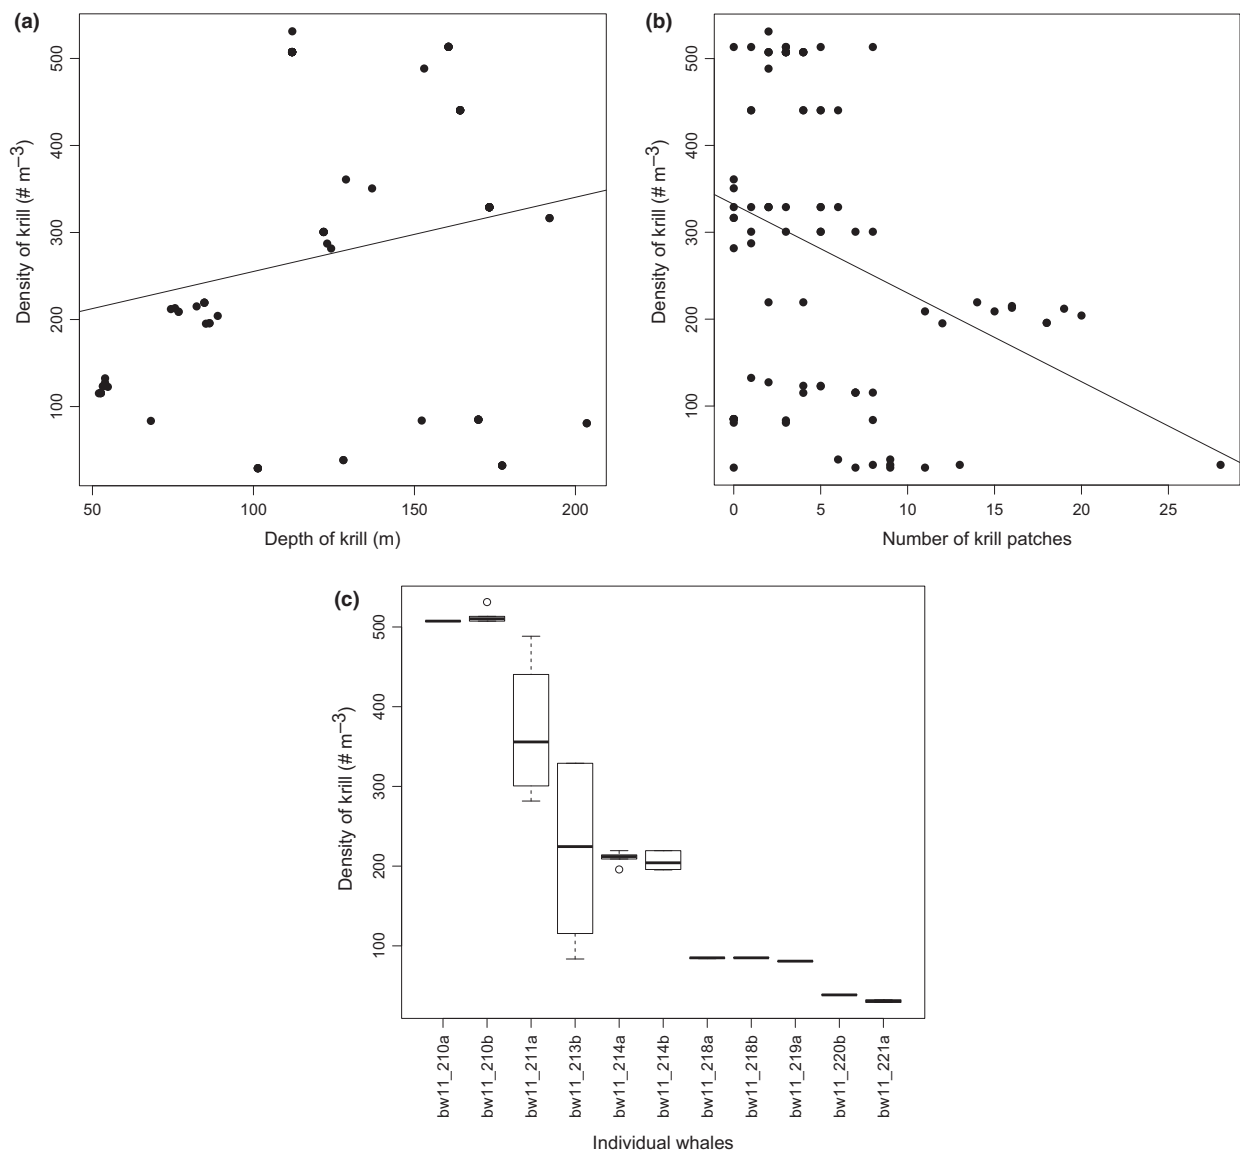 (a)
Density of krill (# m−3)
100 200 300 400 500
50 100 150 200
Depth of krill (m)
(b)
Density of krill (# m−3)
100 200 300 400 500
0 5 10 15 20 25
Number of krill patches
(c)
Density of krill (# m−3)
100 200 300 400 500
bw11_210a
bw11_210b
bw11_211a
bw11_213b
bw11_214a
bw11_214b
bw11_218a
bw11_218b
bw11_219a
bw11_220b
bw11_221a
Individual whales